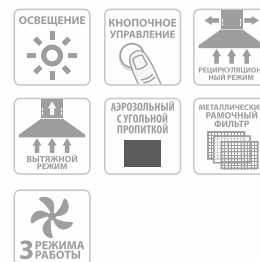 ОСВЕЩЕНИЕ
КНОПОЧНОЕ
УПРАВЛЕНИЕ
РЕЦИРКУЛЯЦИОН
НЫЙ РЕЖИМ
ВЫТЯЖНОЙ
РЕЖИМ
АЭРОЗОЛЬНЫЙ
С УГОЛЬНОЙ
ПРОПИТКОЙ
МЕТАЛЛИЧЕСКИ
РАМОЧНЫЙ
ФИЛЬТР
3 РЕЖИМА
РАБОТЫ